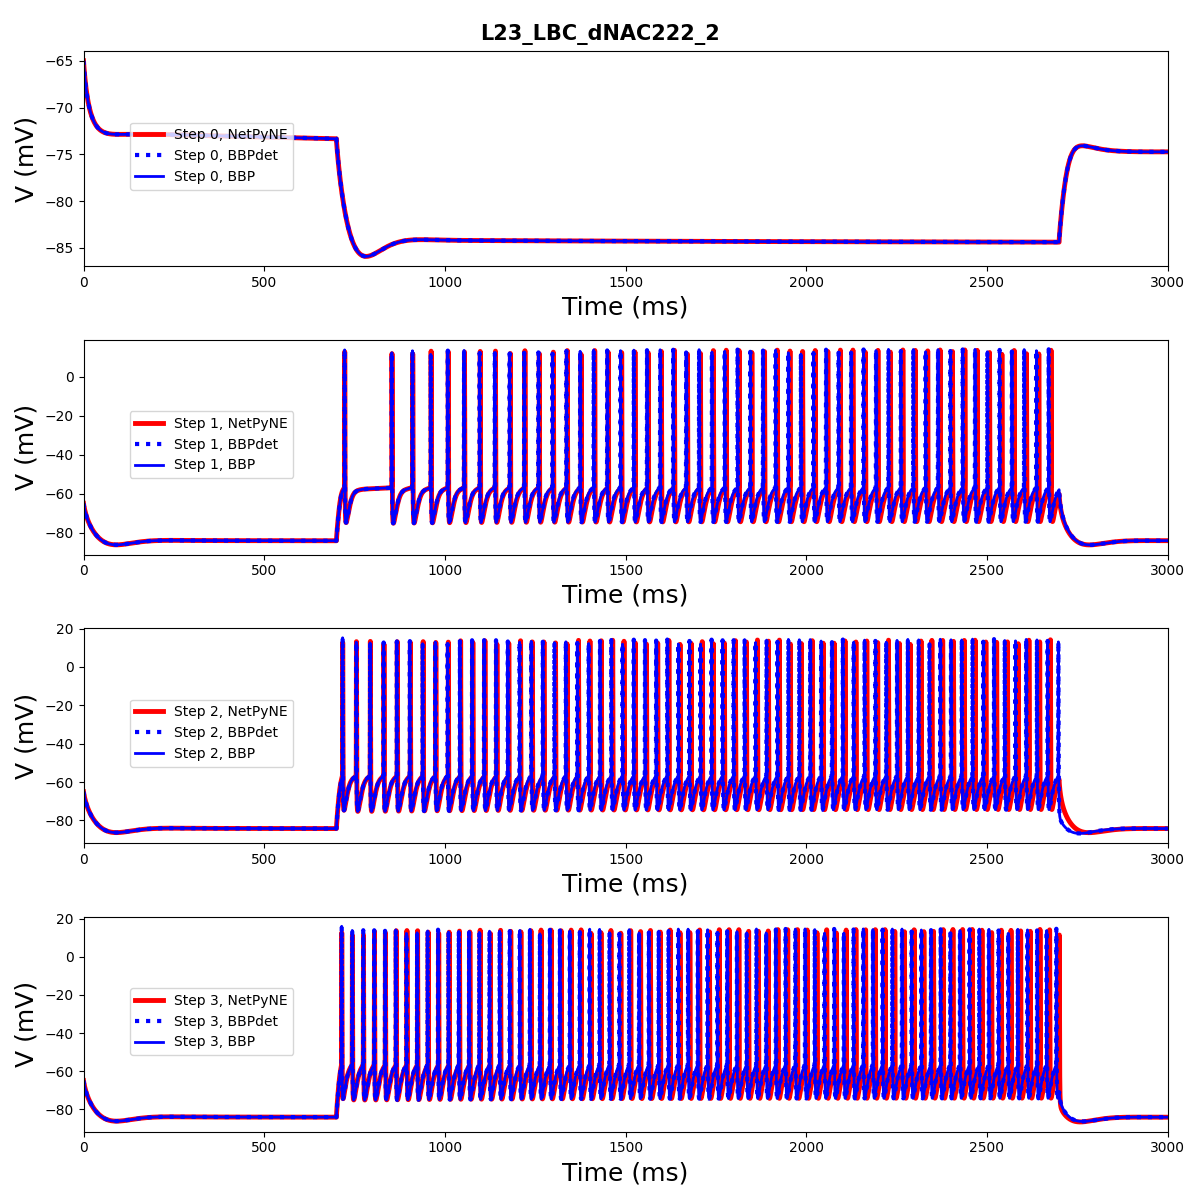 L23_LBC_dNAC222_2
V (mV)
−65
−70
−75
−80
−85
Step 0, NetPyNE
Step 0, BBPdet
Step 0, BBP
0 500 1000 1500 2000 2500 3000
Time (ms)
V (mV)
0
−20
−40
−60
−80
Step 1, NetPyNE
Step 1, BBPdet
Step 1, BBP
0 500 1000 1500 2000 2500 3000
Time (ms)
V (mV)
20
0
−20
−40
−60
−80
Step 2, NetPyNE
Step 2, BBPdet
Step 2, BBP
0 500 1000 1500 2000 2500 3000
Time (ms)
V (mV)
20
0
−20
−40
−60
−80
Step 3, NetPyNE
Step 3, BBPdet
Step 3, BBP
0 500 1000 1500 2000 2500 3000
Time (ms)